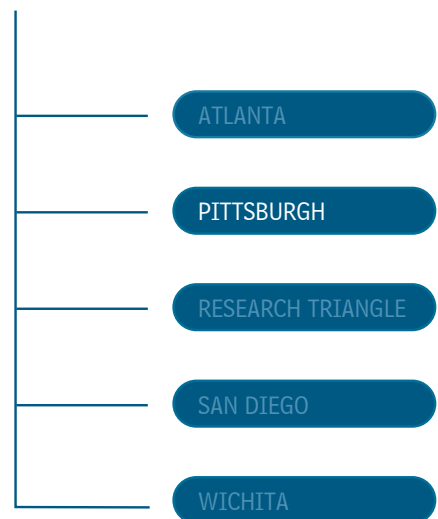 ATLANTA
PITTSBURGH
RESEARCH TRIANGLE
SAN DIEGO
WICHITA